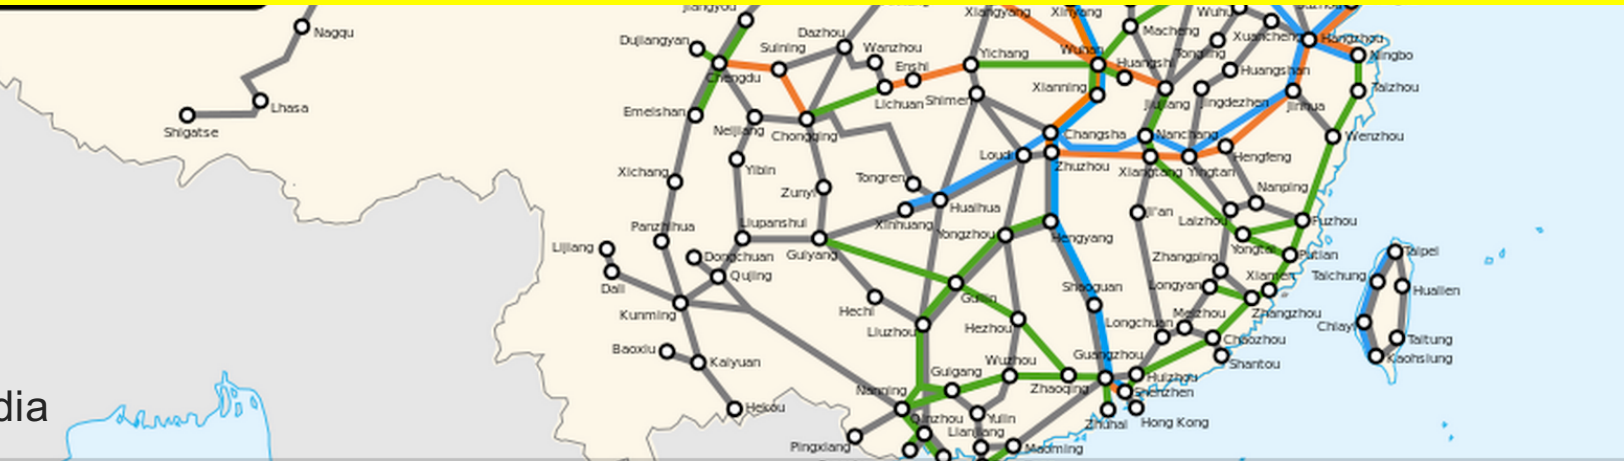 Jiangyou
Xiangyang
Xinyang
Wuhu
Nagqu
Dujiangyan
Dazhou
Macheng
Xuancheng
Hangzhou
Suining
Wanzhou
Yichang
Wuhan
Tongling
Ningbo
Chengdu
Enshi
Huangshi
Huangshan
Xianning
Taizhou
Lhasa
Emeishan
Lichuan
Shimen
Jiujiang
Jingdezhen
Jinhua
Shigatse
Neijiang
Chongqing
Changsha
Nanchang
Wenzhou
Loudi
Zhuzhou
Hengfeng
Xichang
Yibin
Tongren
Xiangtang
Yingtan
Zunyi
Nanping
Huaihua
Ji'an
Panzhihua
Liupanshui
Xinhuang
Laizhou
Fuzhou
Yongzhou
Hengyang
Lijiang
Dongchuan
Guiyang
Yongtai
Putian
Taipei
Qujing
Zhangping
Xiamen
Taichung
Dali
Shaoguan
Longyan
Hualien
Guilin
Kunming
Hechi
Meizhou
Zhangzhou
Liuzhou
Hezhou
Longchuan
Chiayi
Baoxiu
Chaozhou
Taitung
Kaiyuan
Wuzhou
Guangzhou
Shantou
Kaohsiung
Guigang
Huizhou
Nanning
Zhaoqing
Shenzhen
dia
Hekou
Qinzhou
Yulin
Zhuhai
Hong Kong
Lianjiang
Pingxiang
Maoming